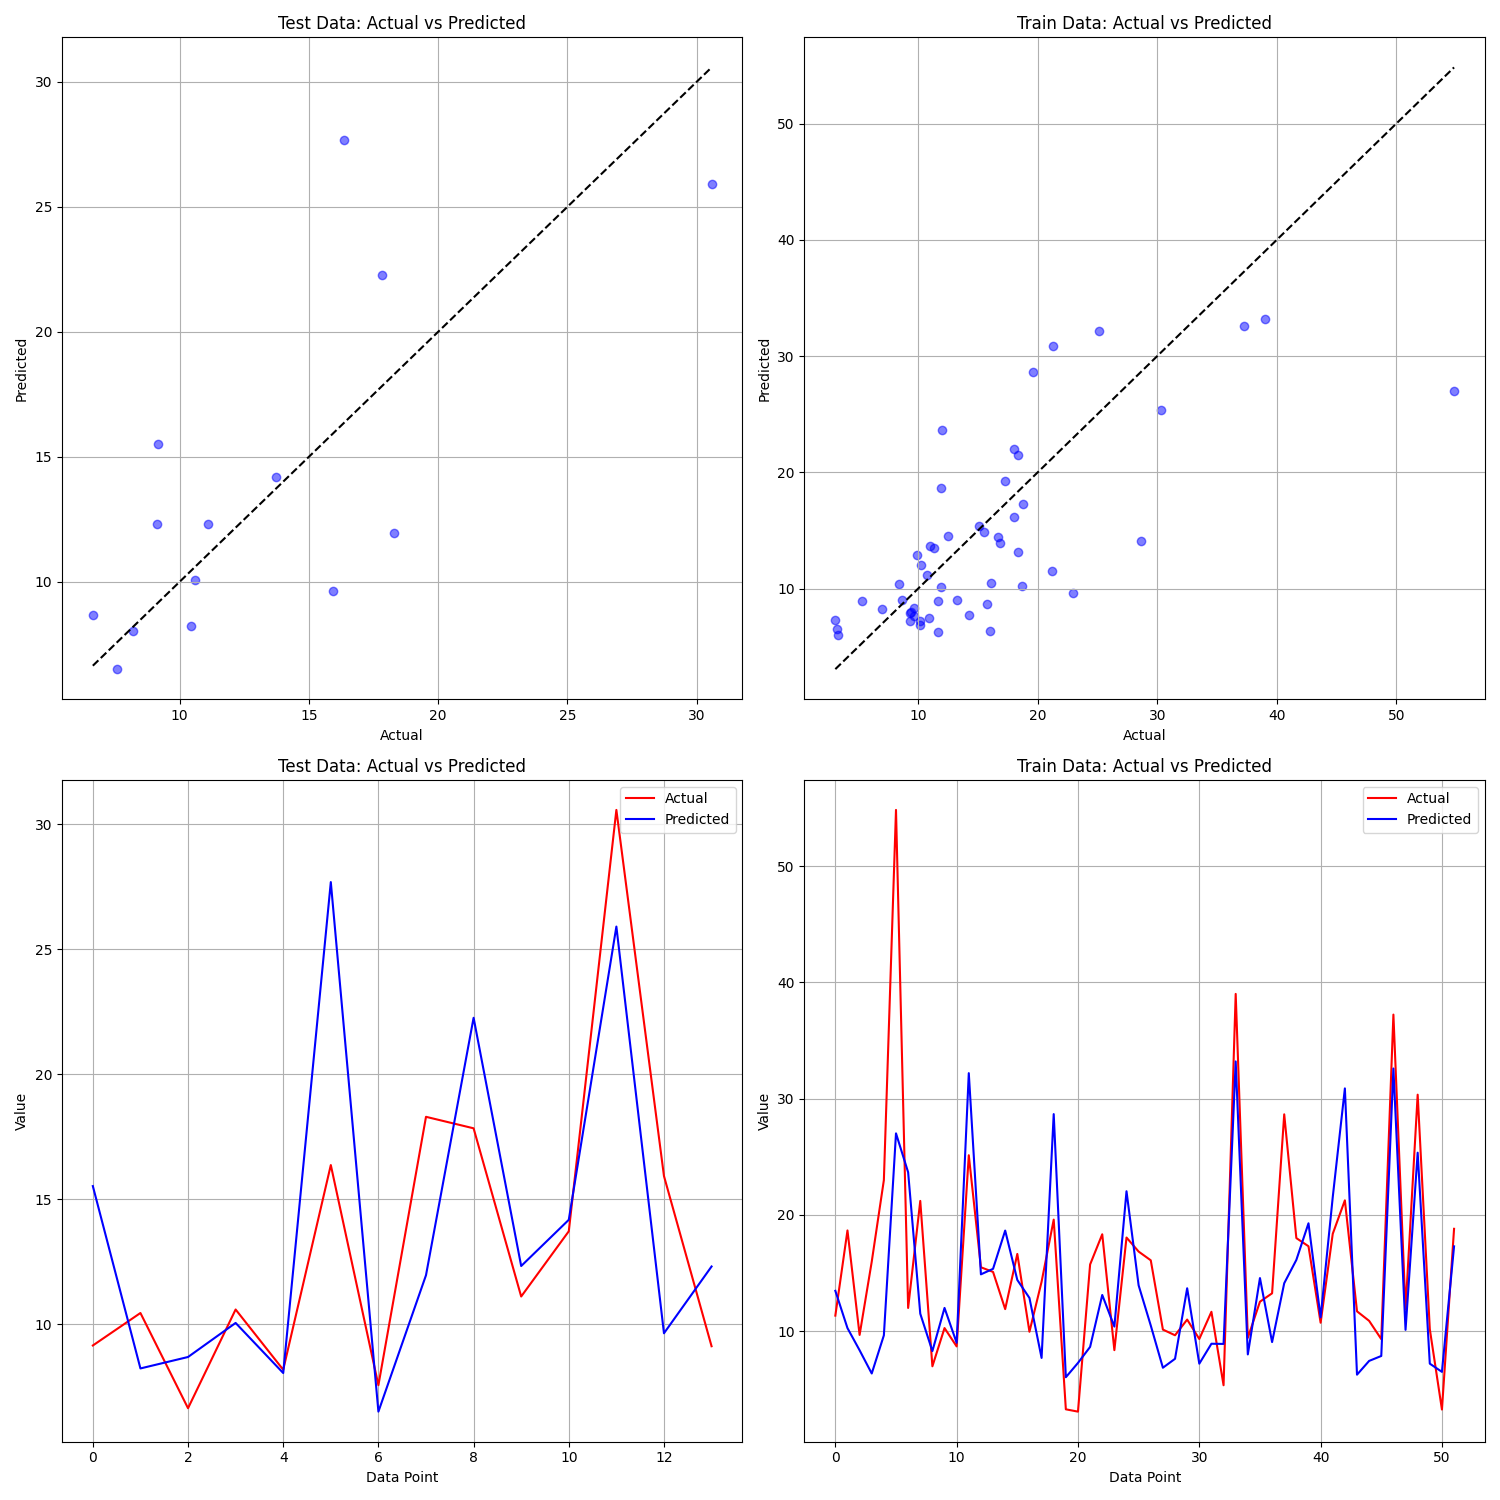 Test Data: Actual vs Predicted
Predicted
30
25
20
15
10
10 15 20 25 30
Actual
Train Data: Actual vs Predicted
Predicted
50
40
30
20
10
10 20 30 40 50
Actual
Test Data: Actual vs Predicted
Actual
Predicted
Value
30
25
20
15
10
0 2 4 6 8 10 12
Data Point
Train Data: Actual vs Predicted
Actual
Predicted
Value
50
40
30
20
10
0 10 20 30 40 50
Data Point